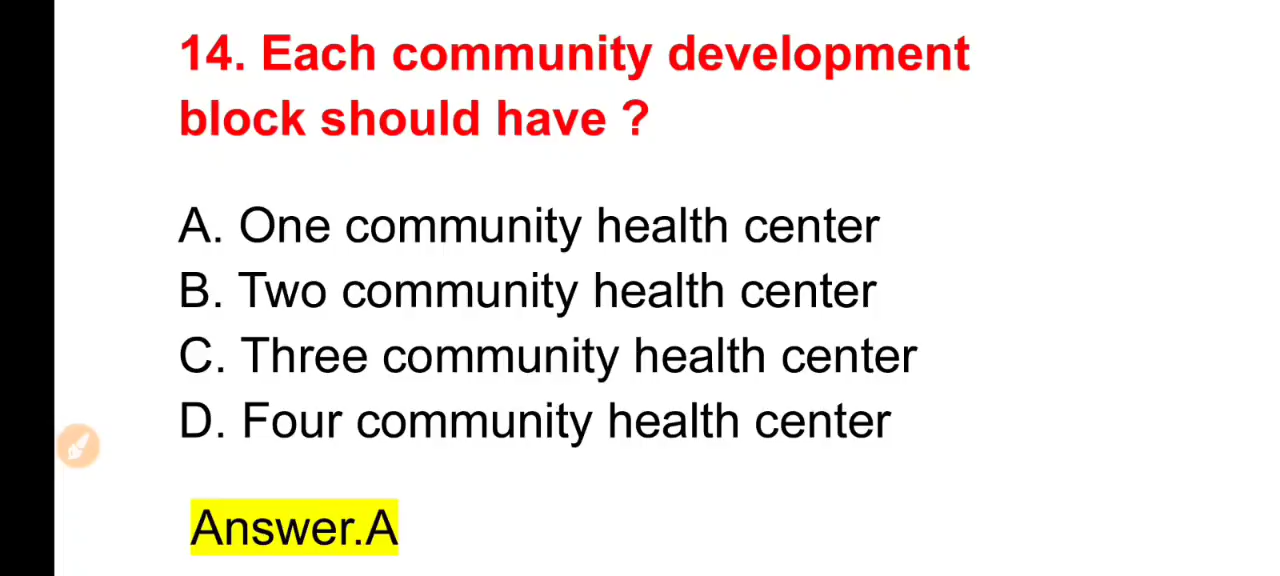 14. Each community development
block should have ?
A. One community health center
B. Two community health center
C. Three community health center
D. Four community health center
Answer.A